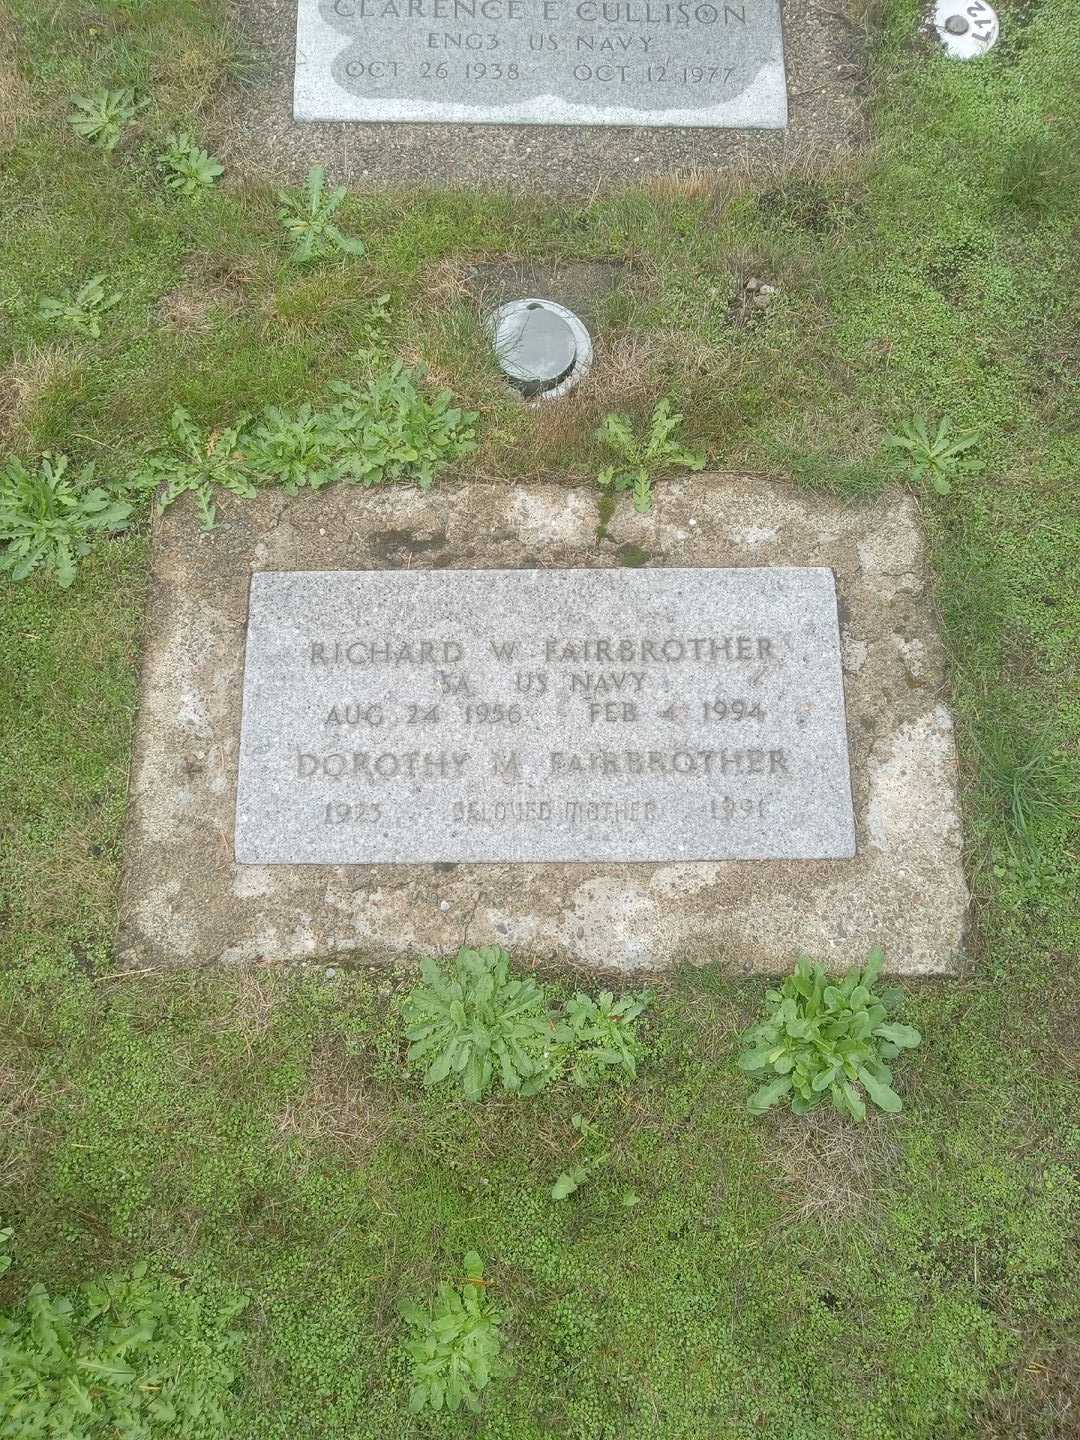 CLARENCE E CULLISON
ENG3 US NAVY
OCT 26 1938 OCT 12 1977
12
RICHARD W FAIRBROTHER
SA US NAVY
AUG 24 1956 FEB 4 1994
DOROTHY M FAIRBROTHER
1923 BELOVED MOTHER 1991